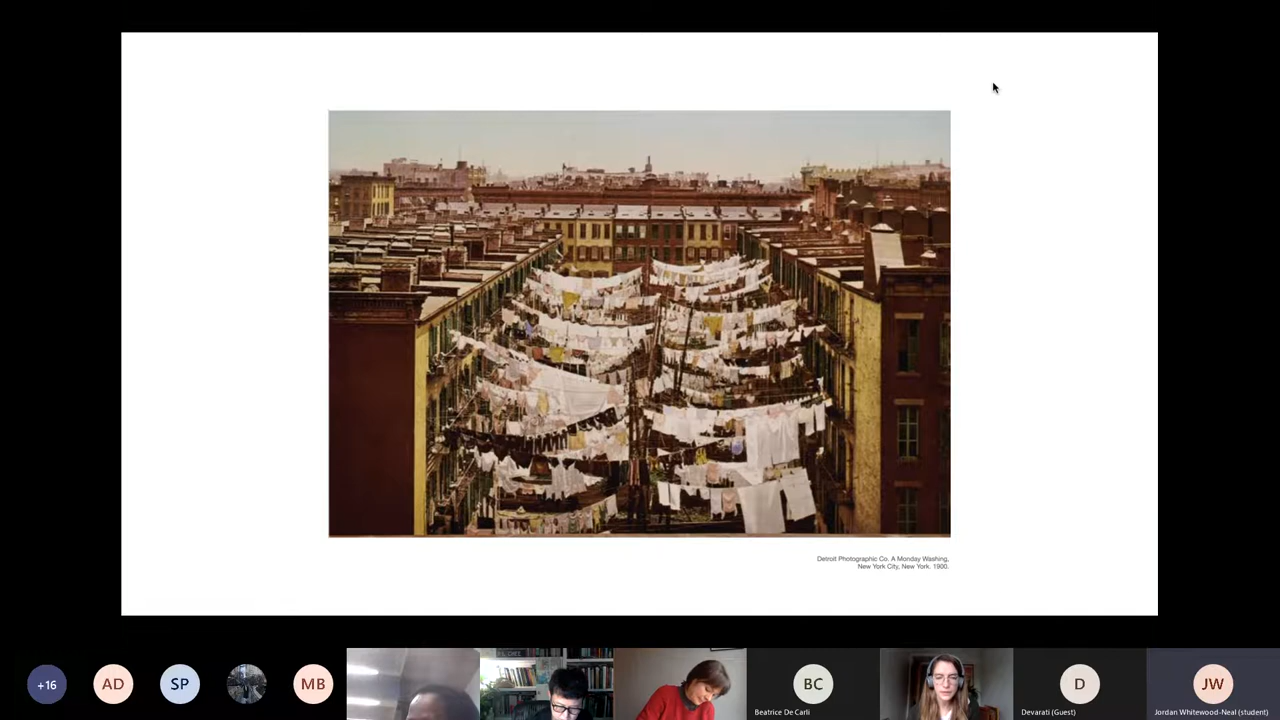 Detroit Photographic Co. A Monday Washing,
New York City, New York. 1900.
+16
AD
SP
MB
BC
Beatrice De Carli
D
Devarati (Guest)
JW
Jordan Whitewood-Neal (student)